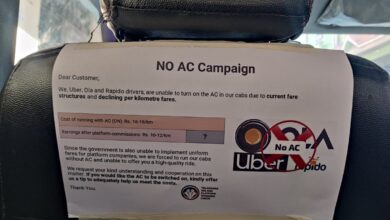 NO AC Campaign
Dear Customer,
We, Uber, Ola and Rapido drivers, are unable to turn on the AC in our cabs due to current fare
structures and declining per kilometre fares.
Cost of running with AC (ON) Rs. 16-18/km
Earnings after platform commissions: Rs. 10-12/km
?
Since the government is also unable to implement uniform
fares for platform companies, we are forced to run our cabs
without AC and unable to offer you a high-quality ride.
We request your kind understanding and cooperation on this
matter. If you would like the AC to be switched on, kindly offer
us a tip to adequately help us meet the costs.
Thank You.
OLA
No AC
Uber
rapido